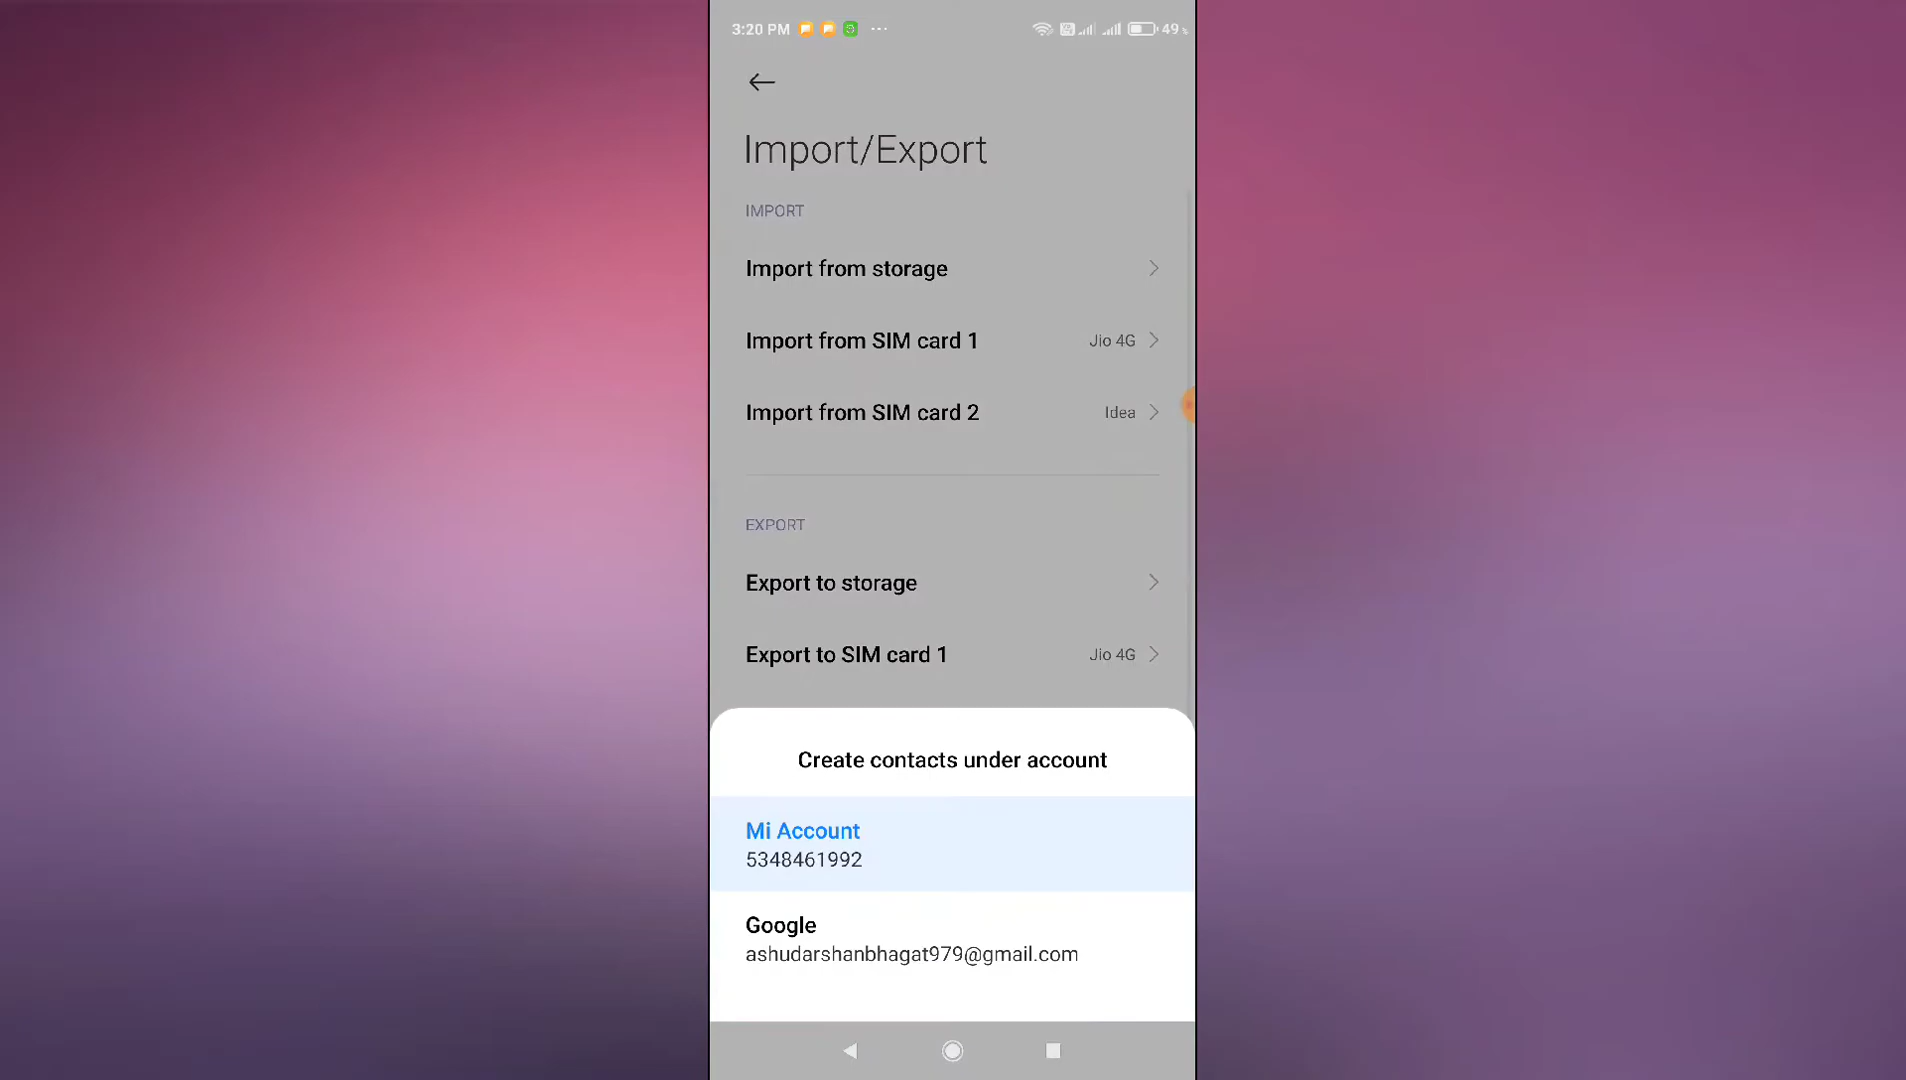 3:20 PM 49%
Import/Export
IMPORT
Import from storage
Import from SIM card 1 Jio 4G
Import from SIM card 2 Idea
EXPORT
Export to storage
Export to SIM card 1 Jio 4G
Create contacts under account
Mi Account
5348461992
Google
ashudarshanbhagat979@gmail.com